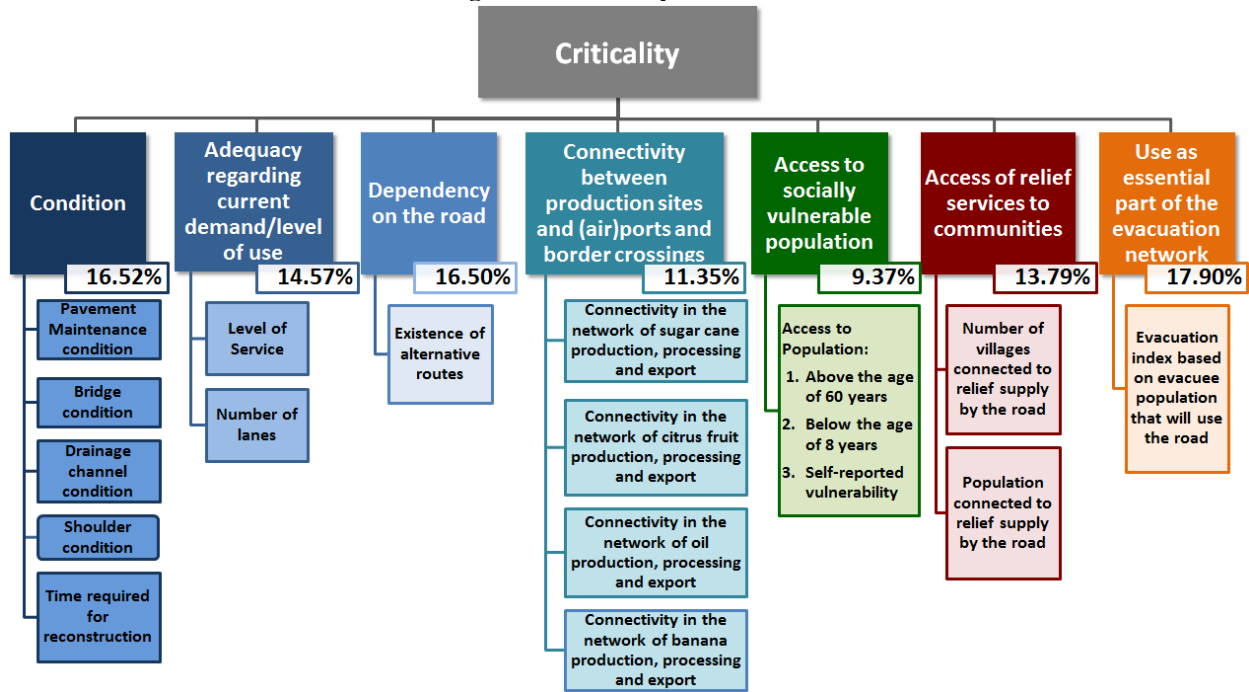 Criticality
Condition
16.52%
Pavement
Maintenance
condition
Bridge
condition
Drainage
channel
condition
Shoulder
condition
Time required
for
reconstruction
Adequacy
regarding
current
demand/level
of use
14.57%
Level of
Service
Number of
lanes
Dependency
on the road
16.50%
Existence of
alternative
routes
Connectivity
between
production sites
and (air)ports and
border crossings
11.35%
Connectivity in the
network of sugar cane
production, processing
and export
Connectivity in the
network of citrus fruit
production, processing
and export
Connectivity in the
network of oil
production, processing
and export
Connectivity in the
network of banana
production, processing
and export
Access to
socially
vulnerable
population
9.37%
Access to
Population:
1. Above the age
of 60 years
2. Below the age
of 8 years
3. Self-reported
vulnerability
Access of relief
services to
communities
13.79%
Number of
villages
connected to
relief supply
by the road
Population
connected to
relief supply
by the road
Use as
essential
part of the
evacuation
network
17.90%
Evacuation
index based
on evacuee
population
that will use
the road